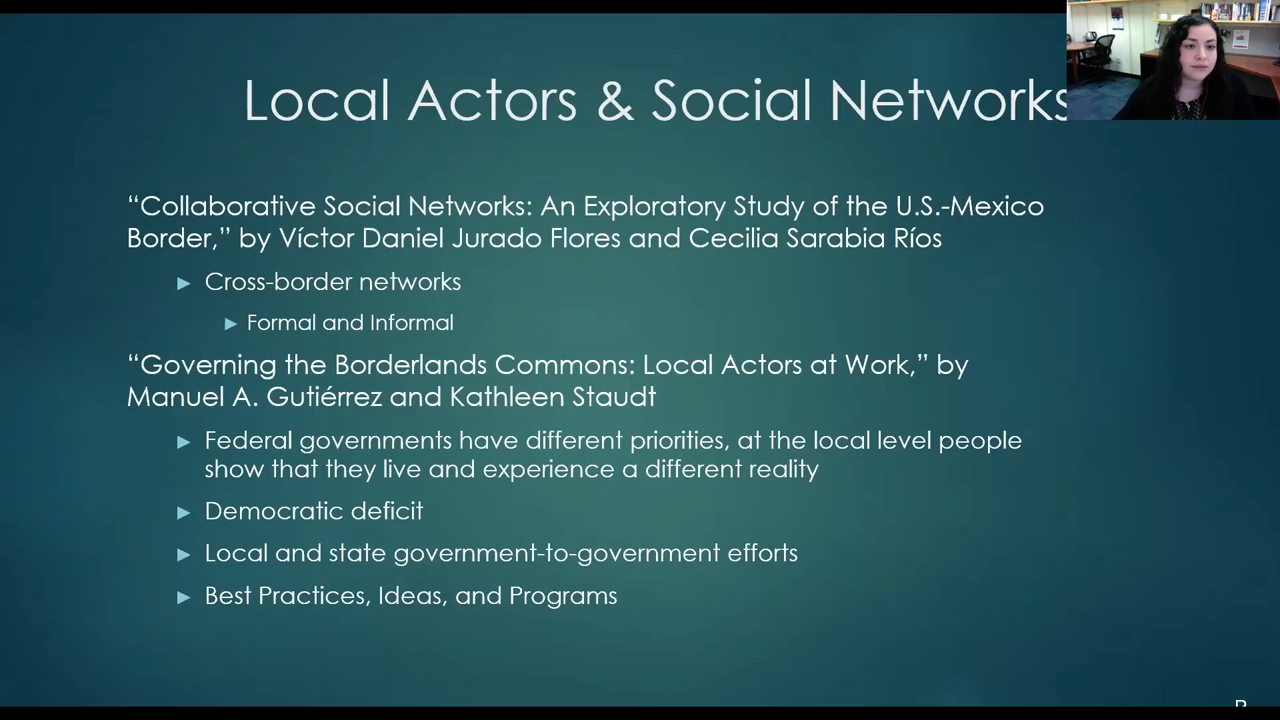 Local Actors & Social Networks
“Collaborative Social Networks: An Exploratory Study of the U.S.-Mexico
Border,” by Víctor Daniel Jurado Flores and Cecilia Sarabia Ríos
► Cross-border networks
► Formal and Informal
“Governing the Borderlands Commons: Local Actors at Work,” by
Manuel A. Gutiérrez and Kathleen Staudt
► Federal governments have different priorities, at the local level people
show that they live and experience a different reality
► Democratic deficit
► Local and state government-to-government efforts
► Best Practices, Ideas, and Programs